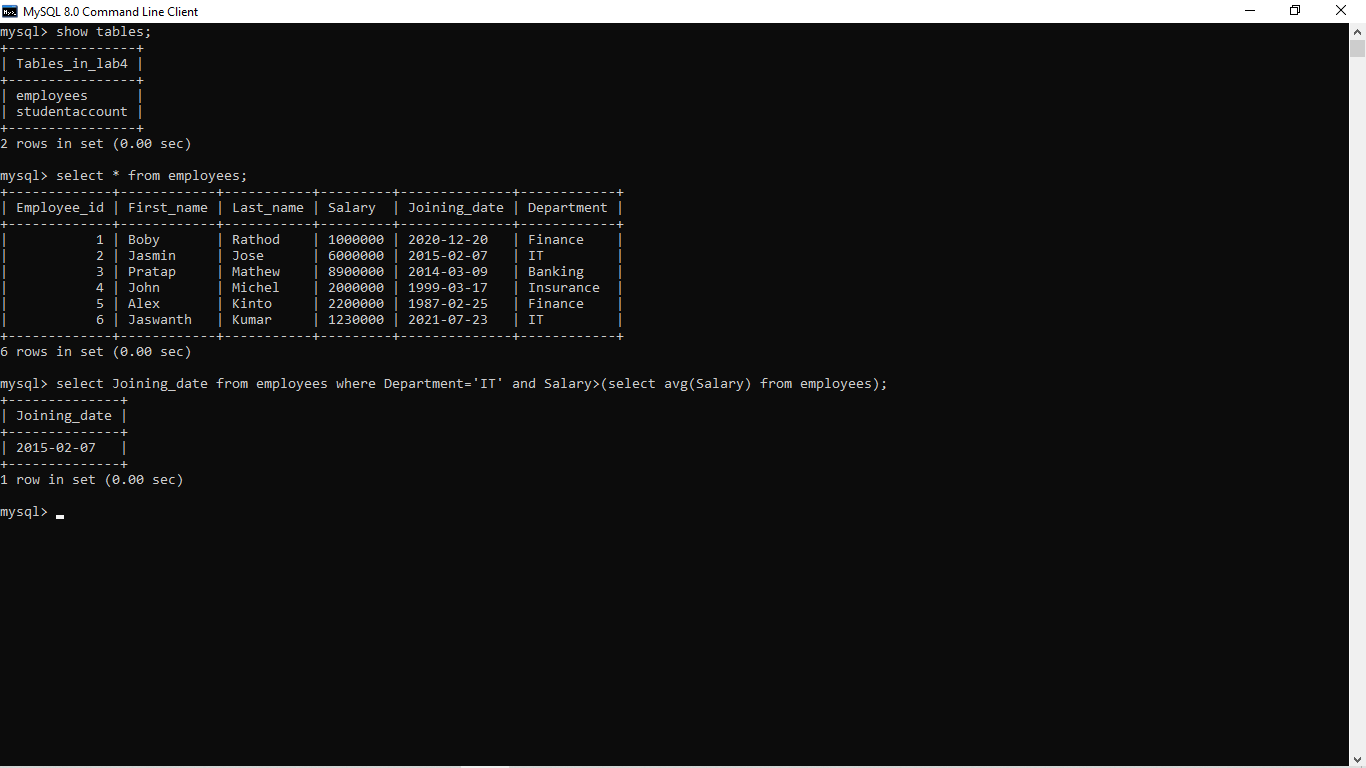 MySQL 8.0 Command Line Client
mysql> show tables;
+----------------+
| Tables_in_lab4 |
+----------------+
| employees      |
| studentaccount |
+----------------+
2 rows in set (0.00 sec)

mysql> select * from employees;
+-------------+------------+-----------+---------+--------------+------------+
| Employee_id | First_name | Last_name | Salary  | Joining_date | Department |
+-------------+------------+-----------+---------+--------------+------------+
|           1 | Boby       | Rathod    | 1000000 | 2020-12-20   | Finance    |
|           2 | Jasmin     | Jose      | 6000000 | 2015-02-07   | IT         |
|           3 | Pratap     | Mathew    | 8900000 | 2014-03-09   | Banking    |
|           4 | John       | Michel    | 2000000 | 1999-03-17   | Insurance  |
|           5 | Alex       | Kinto     | 2200000 | 1987-02-25   | Finance    |
|           6 | Jaswanth   | Kumar     | 1230000 | 2021-07-23   | IT         |
+-------------+------------+-----------+---------+--------------+------------+
6 rows in set (0.00 sec)

mysql> select Joining_date from employees where Department='IT' and Salary>(select avg(Salary) from employees);
+--------------+
| Joining_date |
+--------------+
| 2015-02-07   |
+--------------+
1 row in set (0.00 sec)

mysql>